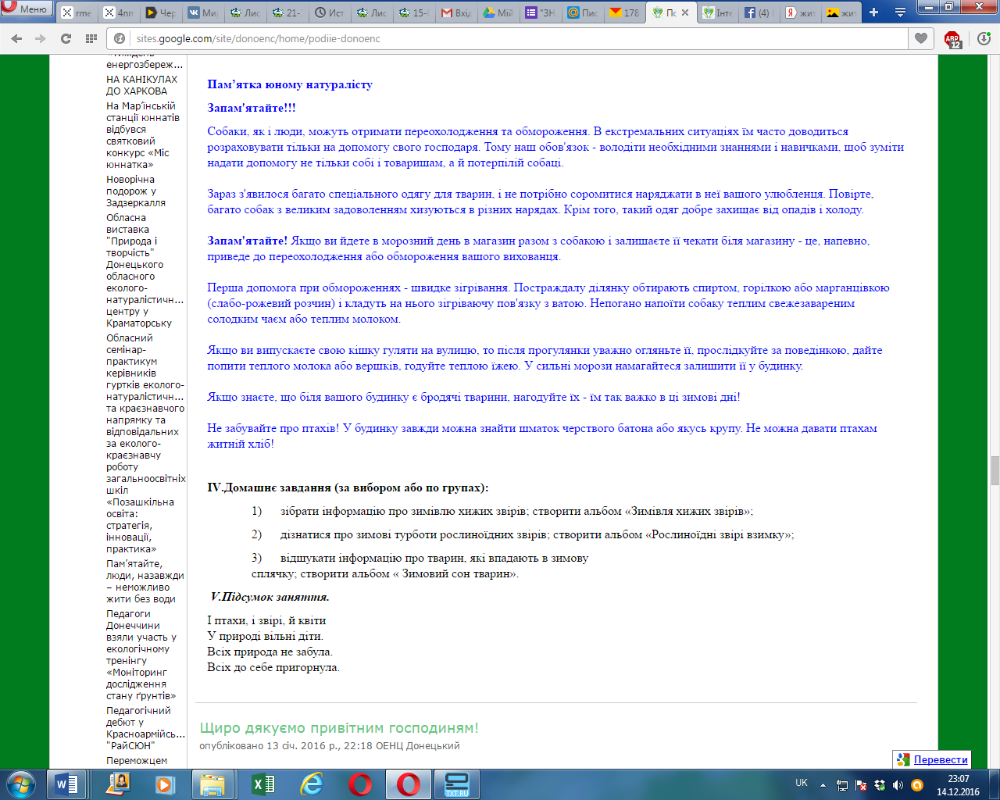 Меню
rme
4nn
Чер
Ми
Лис
21-
Ист
Лис
15-
Вхід
Мій
"ЗН
Пис
178
По
Інте
(4)
жит
жит
sites.google.com/site/donoenc/home/podiie-donoenc
ABP
12
енергозбереж...
НА КАНІКУЛАХ
ДО ХАРКОВА
На Мар'їнській
станції юннатів
відбувся
святковий
конкурс «Міс
юннатка»
Новорічна
подорож у
Задзеркалля
Обласна
виставка
"Природа і
творчість"
Донецького
обласного
еколого-
натуралістичн...
центру у
Краматорську
Обласний
семінар-
практикум
керівників
гуртків еколого-
натуралістичн...
та краєзнавчого
напрямку та
відповідальних
за еколого-
краєзнавчу
роботу
загальноосвітніх
шкіл
«Позашкільна
освіта:
стратегія,
інновації,
практика»
Пам'ятайте,
люди, назавжди
– неможливо
жити без води
Педагоги
Донеччини
взяли участь у
екологічному
тренінгу
«Моніторинг
дослідження
стану ґрунтів»
Педагогічний
дебют у
Красноармійсь...
"РайСЮН"
Переможцем
Пам’ятка юному натуралісту
Запам'ятайте!!!
Собаки, як і люди, можуть отримати переохолодження та обмороження. В екстремальних ситуаціях їм часто доводиться
розраховувати тільки на допомогу свого господаря. Тому наш обов'язок - володіти необхідними знаннями і навичками, щоб зуміти
надати допомогу не тільки собі і товаришам, а й потерпілій собаці.
Зараз з'явилося багато спеціального одягу для тварин, і не потрібно соромитися наряджати в неї вашого улюбленця. Повірте,
багато собак з великим задоволенням хизуються в різних нарядах. Крім того, такий одяг добре захищає від опадів і холоду.
Запам'ятайте! Якщо ви йдете в морозний день в магазин разом з собакою і залишаєте її чекати біля магазину - це, напевно,
приведе до переохолодження або обмороження вашого вихованця.
Перша допомога при обмороженнях - швидке зігрівання. Постраждалу ділянку обтирають спиртом, горілкою або марганцівкою
(слабо-рожевий розчин) і кладуть на нього зігріваючу пов'язку з ватою. Непогано напоїти собаку теплим свежезавареним
солодким чаєм або теплим молоком.
Якщо ви випускаєте свою кішку гуляти на вулицю, то після прогулянки уважно огляньте її, прослідкуйте за поведінкою, дайте
попити теплого молока або вершків, годуйте теплою їжею. У сильні морози намагайтеся залишити її у будинку.
Якщо знаєте, що біля вашого будинку є бродячі тварини, нагодуйте їх - їм так важко в ці зимові дні!
Не забувайте про птахів! У будинку завжди можна знайти шматок черствого батона або якусь крупу. Не можна давати птахам
житній хліб!
IV.Домашнє завдання (за вибором або по групах):
1) зібрати інформацію про зимівлю хижих звірів; створити альбом «Зимівля хижих звірів»;
2) дізнатися про зимові турботи рослиноїдних звірів; створити альбом «Рослиноїдні звірі взимку»;
3) відшукати інформацію про тварин, які впадають в зимову
сплячку; створити альбом « Зимовий сон тварин».
V.Підсумок заняття.
І птахи, і звірі, й квіти
У природі вільні діти.
Всіх природа не забула.
Всіх до себе пригорнула.
Щиро дякуємо привітним господиням!
опубліковано 13 січ. 2016 р., 22:18 ОЕНЦ Донецький
Перевести
TXT.RU
UK
23:07
14.12.2016